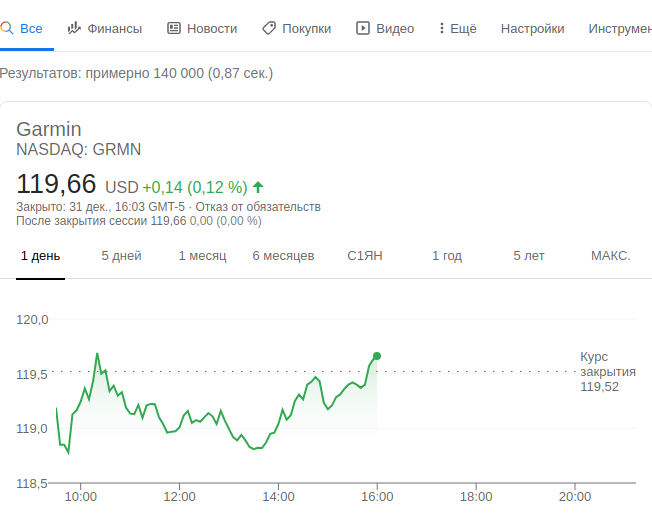 Все Финансы Новости Покупки Видео Ещё Настройки Инструмен
Результатов: примерно 140 000 (0,87 сек.)
Garmin
NASDAQ: GRMN
119,66 USD +0,14 (0,12 %)
Закрыто: 31 дек., 16:03 GMT-5 · Отказ от обязательств
После закрытия сессии 119,66 0,00 (0,00 %)
1 день 5 дней 1 месяц 6 месяцев С1ЯН 1 год 5 лет МАКС.
120,0
119,5
119,0
118,5
Курс
закрытия
119,52
10:00 12:00 14:00 16:00 18:00 20:00